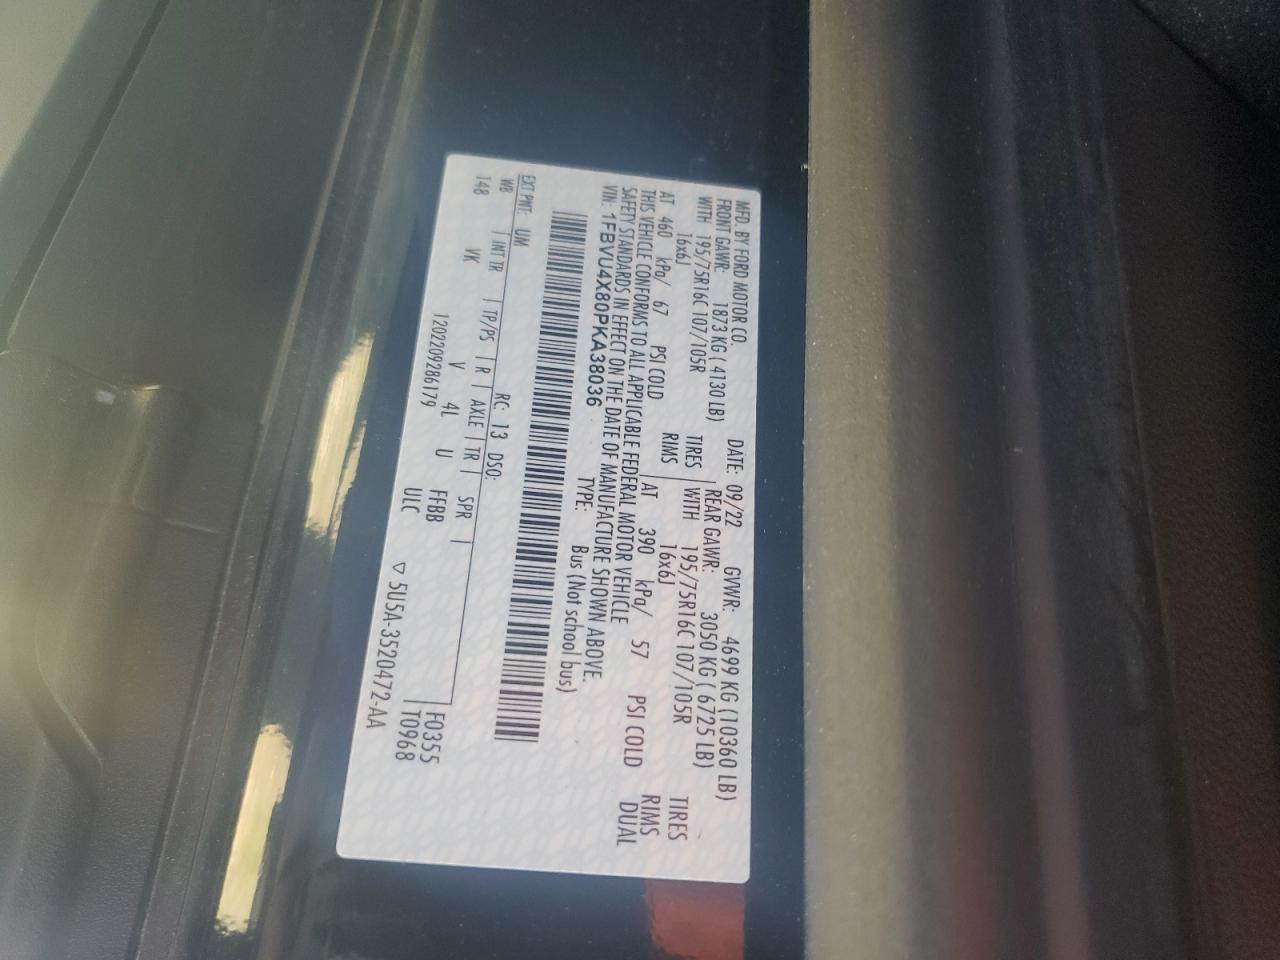 MFD. BY FORD MOTOR CO.
DATE: 09/22 GVWR: 4699 KG (10360 LB)
FRONT GAWR: 1873 KG ( 4130 LB) REAR GAWR: 3050 KG ( 6725 LB)
WITH 195/75R16C 107/105R TIRES WITH 195/75R16C 107/105R TIRES
16x6J RIMS 16x6J RIMS
AT 460 kPa/ 67 PSI COLD AT 390 kPa/ 57 PSI COLD DUAL
THIS VEHICLE CONFORMS TO ALL APPLICABLE FEDERAL MOTOR VEHICLE
SAFETY STANDARDS IN EFFECT ON THE DATE OF MANUFACTURE SHOWN ABOVE.
VIN: 1FBVU4X80PKA38036 TYPE: Bus (Not school bus)
EXT PNT: UM RC: 13 DSO:
WB | INT TR | TP/PS | R | AXLE | TR | SPR | F0355
148 VK V 4L U FFBB T0968
1202209286179 ULC ▽ 5U5A-3520472-AA